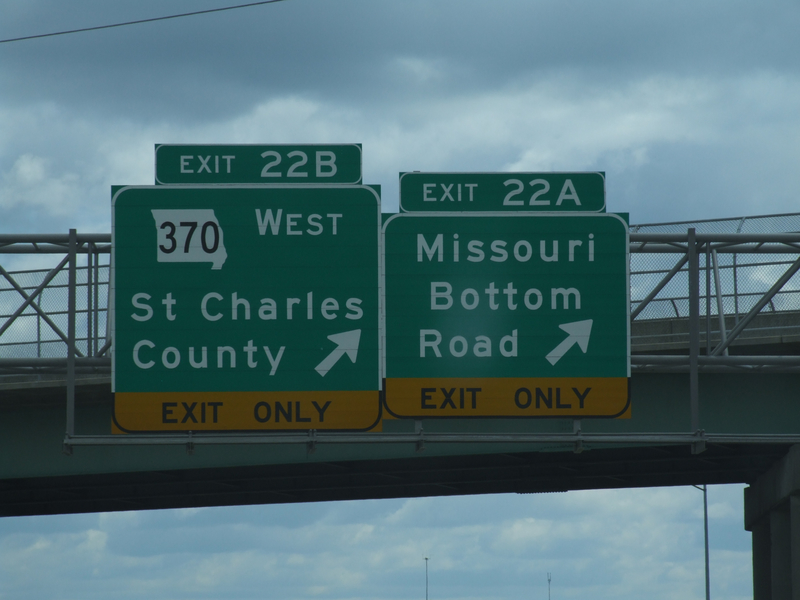 EXIT 22B
370 WEST
St Charles
County
EXIT ONLY
EXIT 22A
Missouri
Bottom
Road
EXIT ONLY